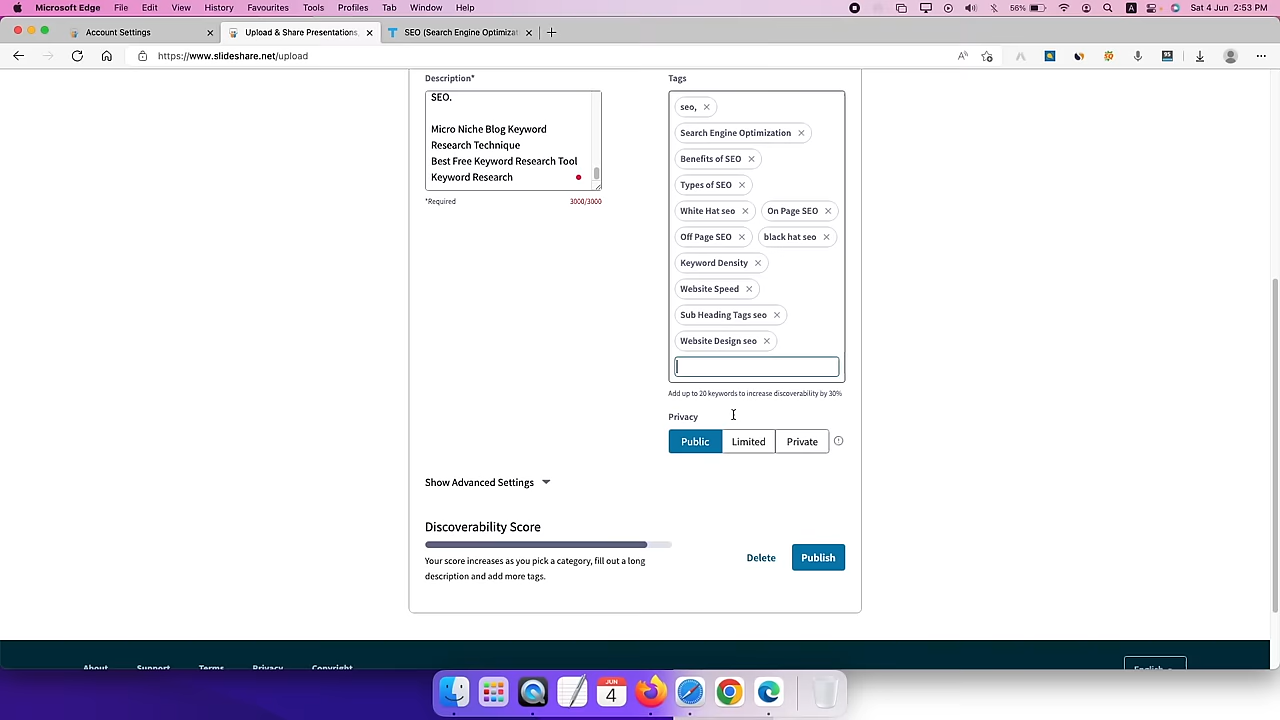 Microsoft Edge File Edit View History Favourites Tools Profiles Tab Window Help
56% A Sat 4 Jun 2:53 PM
Account Settings
Upload & Share Presentations,
SEO (Search Engine Optimizat
https://www.slideshare.net/upload
95
Description*
Tags
SEO.
Micro Niche Blog Keyword
Research Technique
Best Free Keyword Research Tool
Keyword Research
*Required
3000/3000
seo,
Search Engine Optimization
Benefits of SEO
Types of SEO
White Hat seo
On Page SEO
Off Page SEO
black hat seo
Keyword Density
Website Speed
Sub Heading Tags seo
Website Design seo
Add up to 20 keywords to increase discoverability by 30%
Privacy
Public
Limited
Private
Show Advanced Settings
Discoverability Score
Your score increases as you pick a category, fill out a long
description and add more tags.
Delete
Publish
About Support Terms Privacy Copyright
English
JUN
4